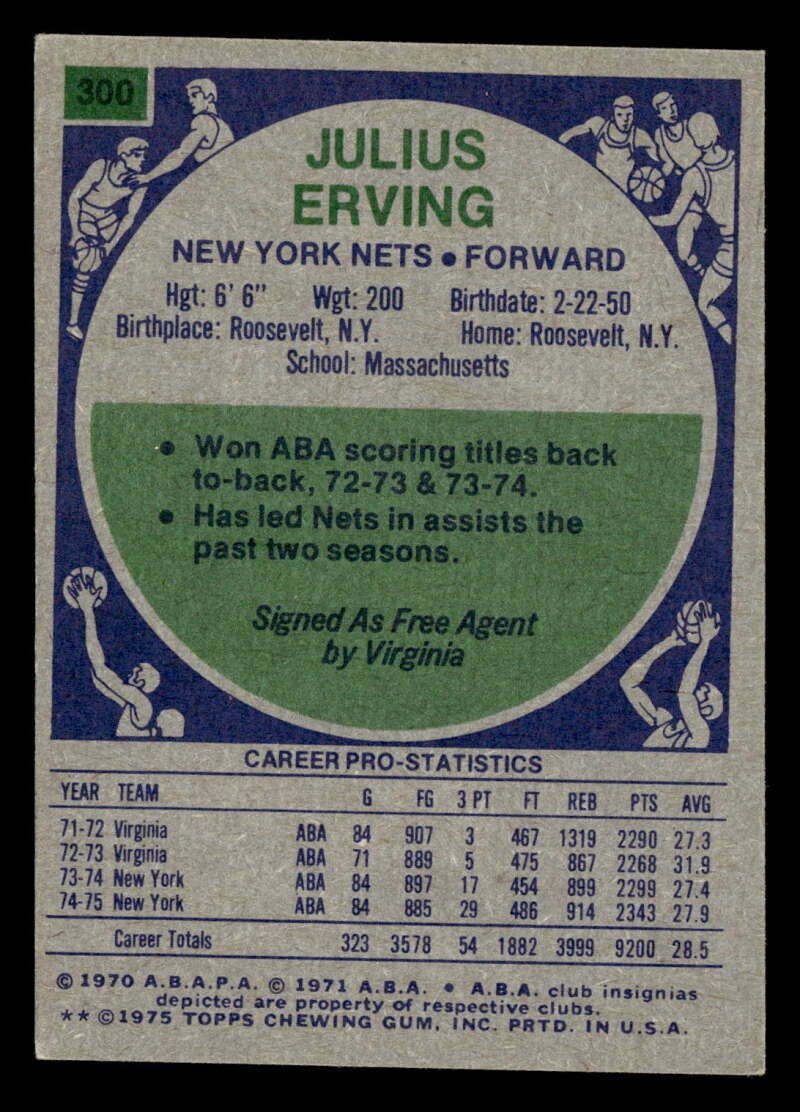 300
JULIUS
ERVING
NEW YORK NETS • FORWARD
Hgt: 6' 6" Wgt: 200 Birthdate: 2-22-50
Birthplace: Roosevelt, N.Y. Home: Roosevelt, N.Y.
School: Massachusetts
• Won ABA scoring titles back
to-back, 72-73 & 73-74.
• Has led Nets in assists the
past two seasons.
Signed As Free Agent
by Virginia
CAREER PRO-STATISTICS
YEAR TEAM G FG 3 PT FT REB PTS AVG
71-72 Virginia ABA 84 907 3 467 1319 2290 27.3
72-73 Virginia ABA 71 889 5 475 867 2268 31.9
73-74 New York ABA 84 897 17 454 899 2299 27.4
74-75 New York ABA 84 885 29 486 914 2343 27.9
Career Totals 323 3578 54 1882 3999 9200 28.5
© 1970 A.B.A.P.A. © 1971 A.B.A. • A.B.A. club insignias
depicted are property of respective clubs.
** © 1975 TOPPS CHEWING GUM, INC. PRTD. IN U.S.A.